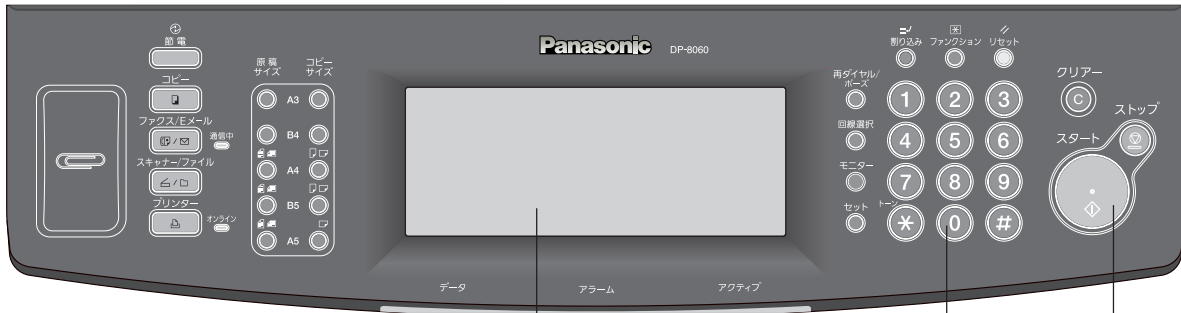 節電
コピー
ファクス/Eメール
通信中
スキャナー/ファイル
プリンター
オンライン
原稿
サイズ
コピー
サイズ
A3
B4
A4
B5
A5
Panasonic DP-8060
データ
アラーム
アクティブ
割り込み
ファンクション
リセット
再ダイヤル/
ポーズ
回線選択
モニター
セット
トーン
1 2 3
4 5 6
7 8 9
* 0 #
クリアー
C
ストップ
スタート